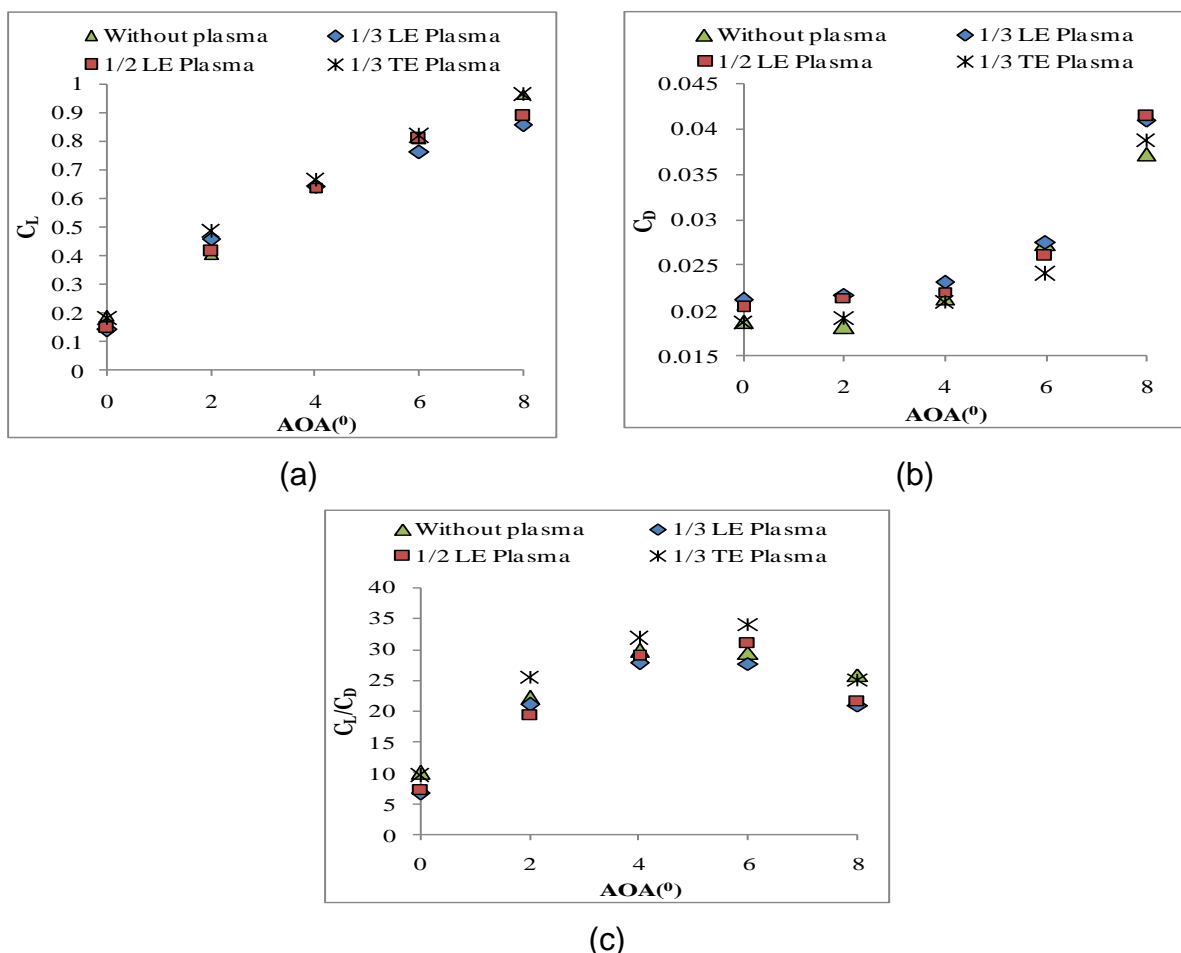 Without plasma 1/3 LE Plasma
1/2 LE Plasma 1/3 TE Plasma
1
0.9
0.8
0.7
0.6
0.5
0.4
0.3
0.2
0.1
0
C_L
0 2 4 6 8
AOA(⁰)
(a)
Without plasma 1/3 LE Plasma
1/2 LE Plasma 1/3 TE Plasma
0.045
0.04
0.035
0.03
0.025
0.02
0.015
C_D
0 2 4 6 8
AOA(⁰)
(b)
Without plasma 1/3 LE Plasma
1/2 LE Plasma 1/3 TE Plasma
40
35
30
25
20
15
10
5
0
C_L/C_D
0 2 4 6 8
AOA(⁰)
(c)